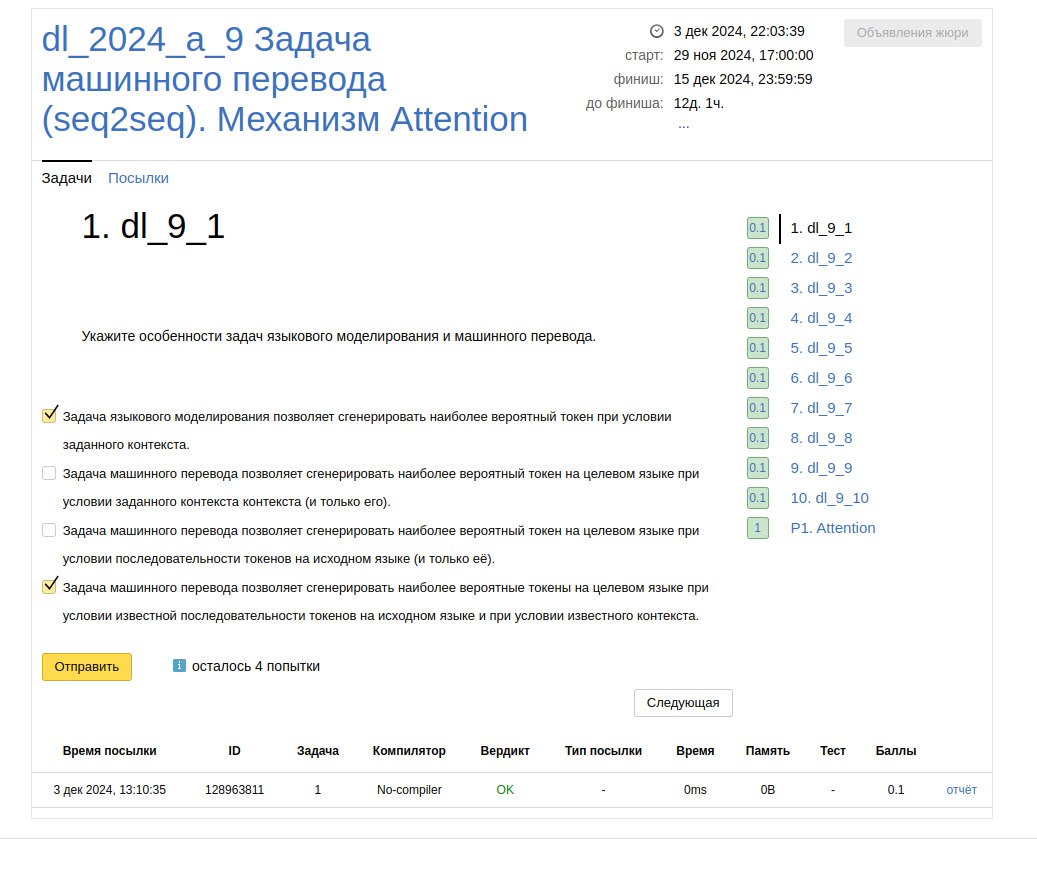 dl_2024_a_9 Задача
машинного перевода
(seq2seq). Механизм Attention
3 дек 2024, 22:03:39
старт: 29 ноя 2024, 17:00:00
финиш: 15 дек 2024, 23:59:59
до финиша: 12д. 1ч.
...
Объявления жюри
Задачи Посылки
1. dl_9_1
Укажите особенности задач языкового моделирования и машинного перевода.
Задача языкового моделирования позволяет сгенерировать наиболее вероятный токен при условии
заданного контекста.
Задача машинного перевода позволяет сгенерировать наиболее вероятный токен на целевом языке при
условии заданного контекста контекста (и только его).
Задача машинного перевода позволяет сгенерировать наиболее вероятный токен на целевом языке при
условии последовательности токенов на исходном языке (и только её).
Задача машинного перевода позволяет сгенерировать наиболее вероятные токены на целевом языке при
условии известной последовательности токенов на исходном языке и при условии известного контекста.
Отправить i осталось 4 попытки
Следующая
0.1 1. dl_9_1
0.1 2. dl_9_2
0.1 3. dl_9_3
0.1 4. dl_9_4
0.1 5. dl_9_5
0.1 6. dl_9_6
0.1 7. dl_9_7
0.1 8. dl_9_8
0.1 9. dl_9_9
0.1 10. dl_9_10
1 P1. Attention
Время посылки ID Задача Компилятор Вердикт Тип посылки Время Память Тест Баллы
3 дек 2024, 13:10:35 128963811 1 No-compiler OK - 0ms 0B - 0.1 отчёт